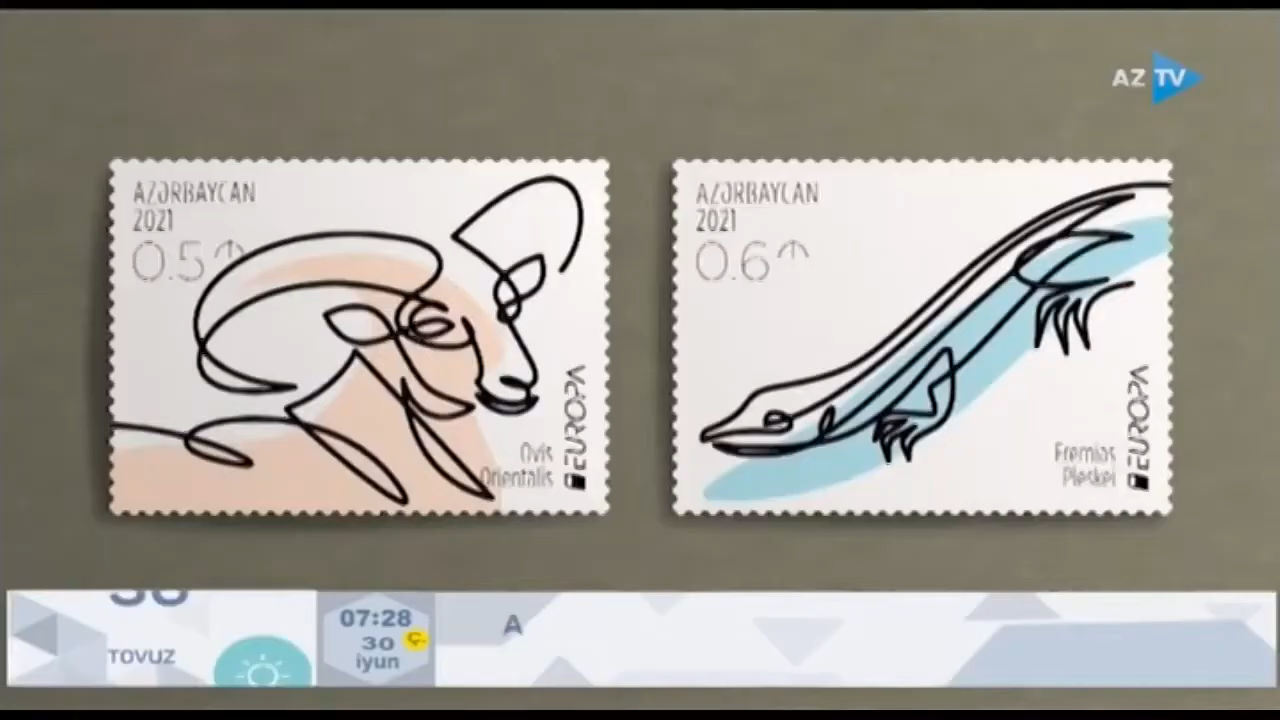 AZ TV
AZƏRBAYCAN
2021
0.5 ₼
Ovis
Orientalis
EUROPA
AZƏRBAYCAN
2021
0.6 ₼
Eremias
Pleskei
EUROPA
TOVUZ
07:28
30 Ç.
iyun
A